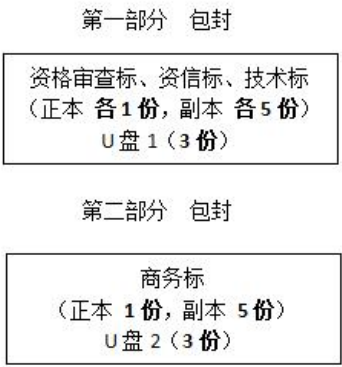 第一部分 包封
资格审查标、资信标、技术标
（正本 各1份，副本 各5份）
U盘1（3份）
第二部分 包封
商务标
（正本 1份，副本 5份）
U盘2（3份）